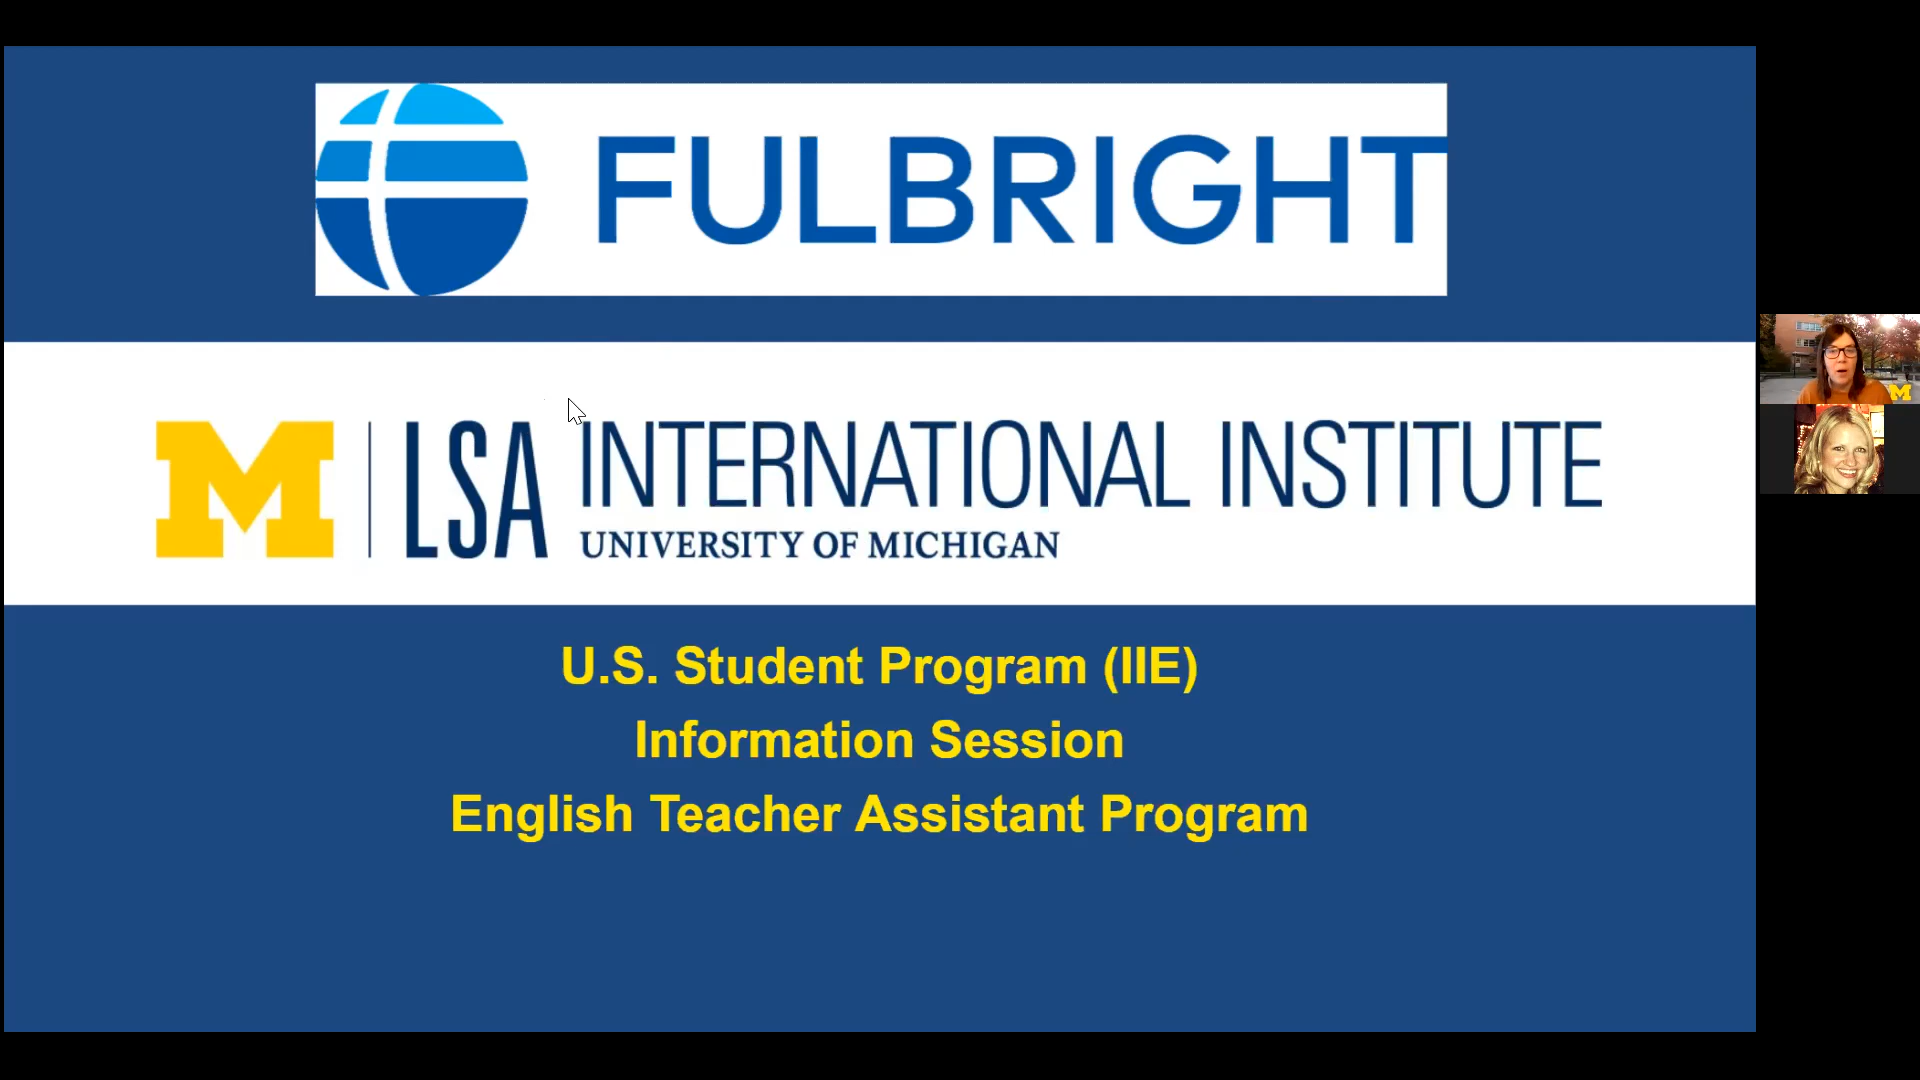 FULBRIGHT
M LSA INTERNATIONAL INSTITUTE
UNIVERSITY OF MICHIGAN
U.S. Student Program (IIE)
Information Session
English Teacher Assistant Program
M